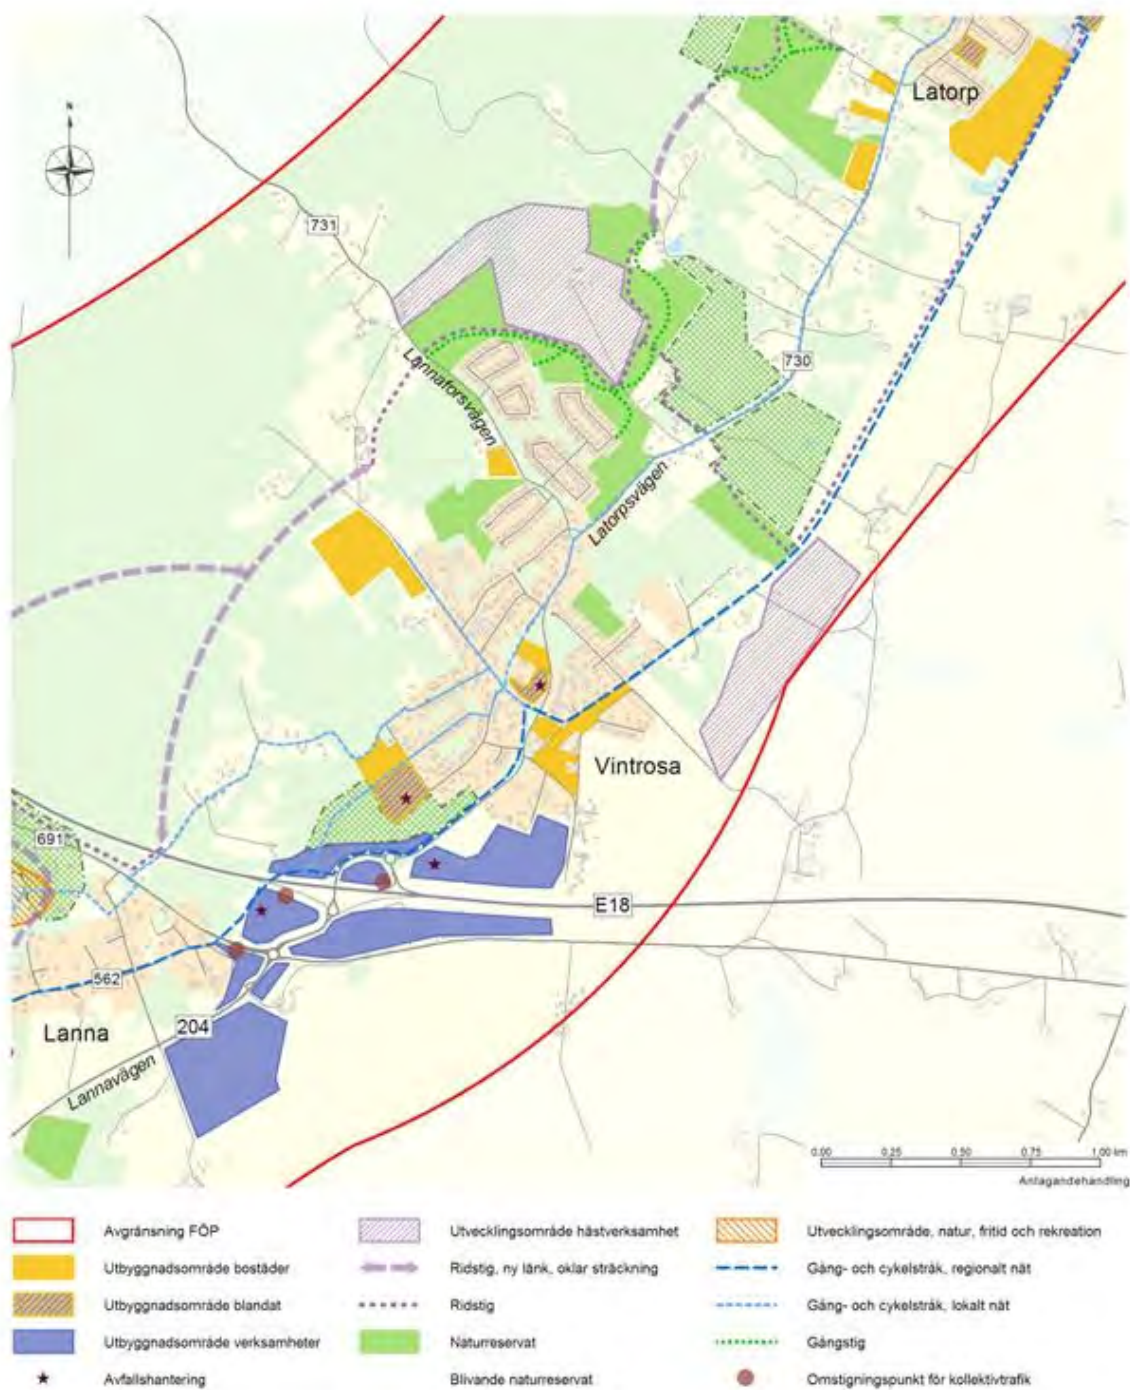 N
Latorp
731
730
Lannaforsvägen
Latorpsvägen
Vintrosa
691
E18
562
204
Lanna
Lannavägen
0,00 0,25 0,50 0,75 1,00 km
Antagandehandling
Avgränsning FÖP
Utbyggnadsområde bostäder
Utbyggnadsområde blandat
Utbyggnadsområde verksamheter
Avfallshantering
Utvecklingsområde hästverksamhet
Ridstig, ny länk, oklar sträckning
Ridstig
Naturreservat
Blivande naturreservat
Utvecklingsområde, natur, fritid och rekreation
Gång- och cykelstråk, regionalt nät
Gång- och cykelstråk, lokalt nät
Gångstig
Omstigningspunkt för kollektivtrafik